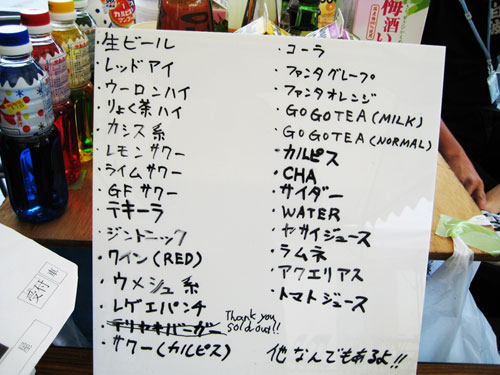 ・生ビール
・レッドアイ
・ウーロンハイ
・りょく茶ハイ
・カシス系
・レモンサワー
・ライムサワー
・GFサワー
・テキーラ
・ジントニック
・ワイン(RED)
・ウメシュ系
・レゲエパンチ
・テリヤキバーガー Thank you sold out!!
・サワー(カルピス)
・コーラ
・ファンタグレープ
・ファンタオレンジ
・GOGOTEA(MILK)
・GOGOTEA(NORMAL)
・カルピス
・CHA
・サイダー
・WATER
・ヤサイジュース
・ラムネ
・アクエリアス
・トマトジュース
他なんでもあるよ!!
受付
梅酒い